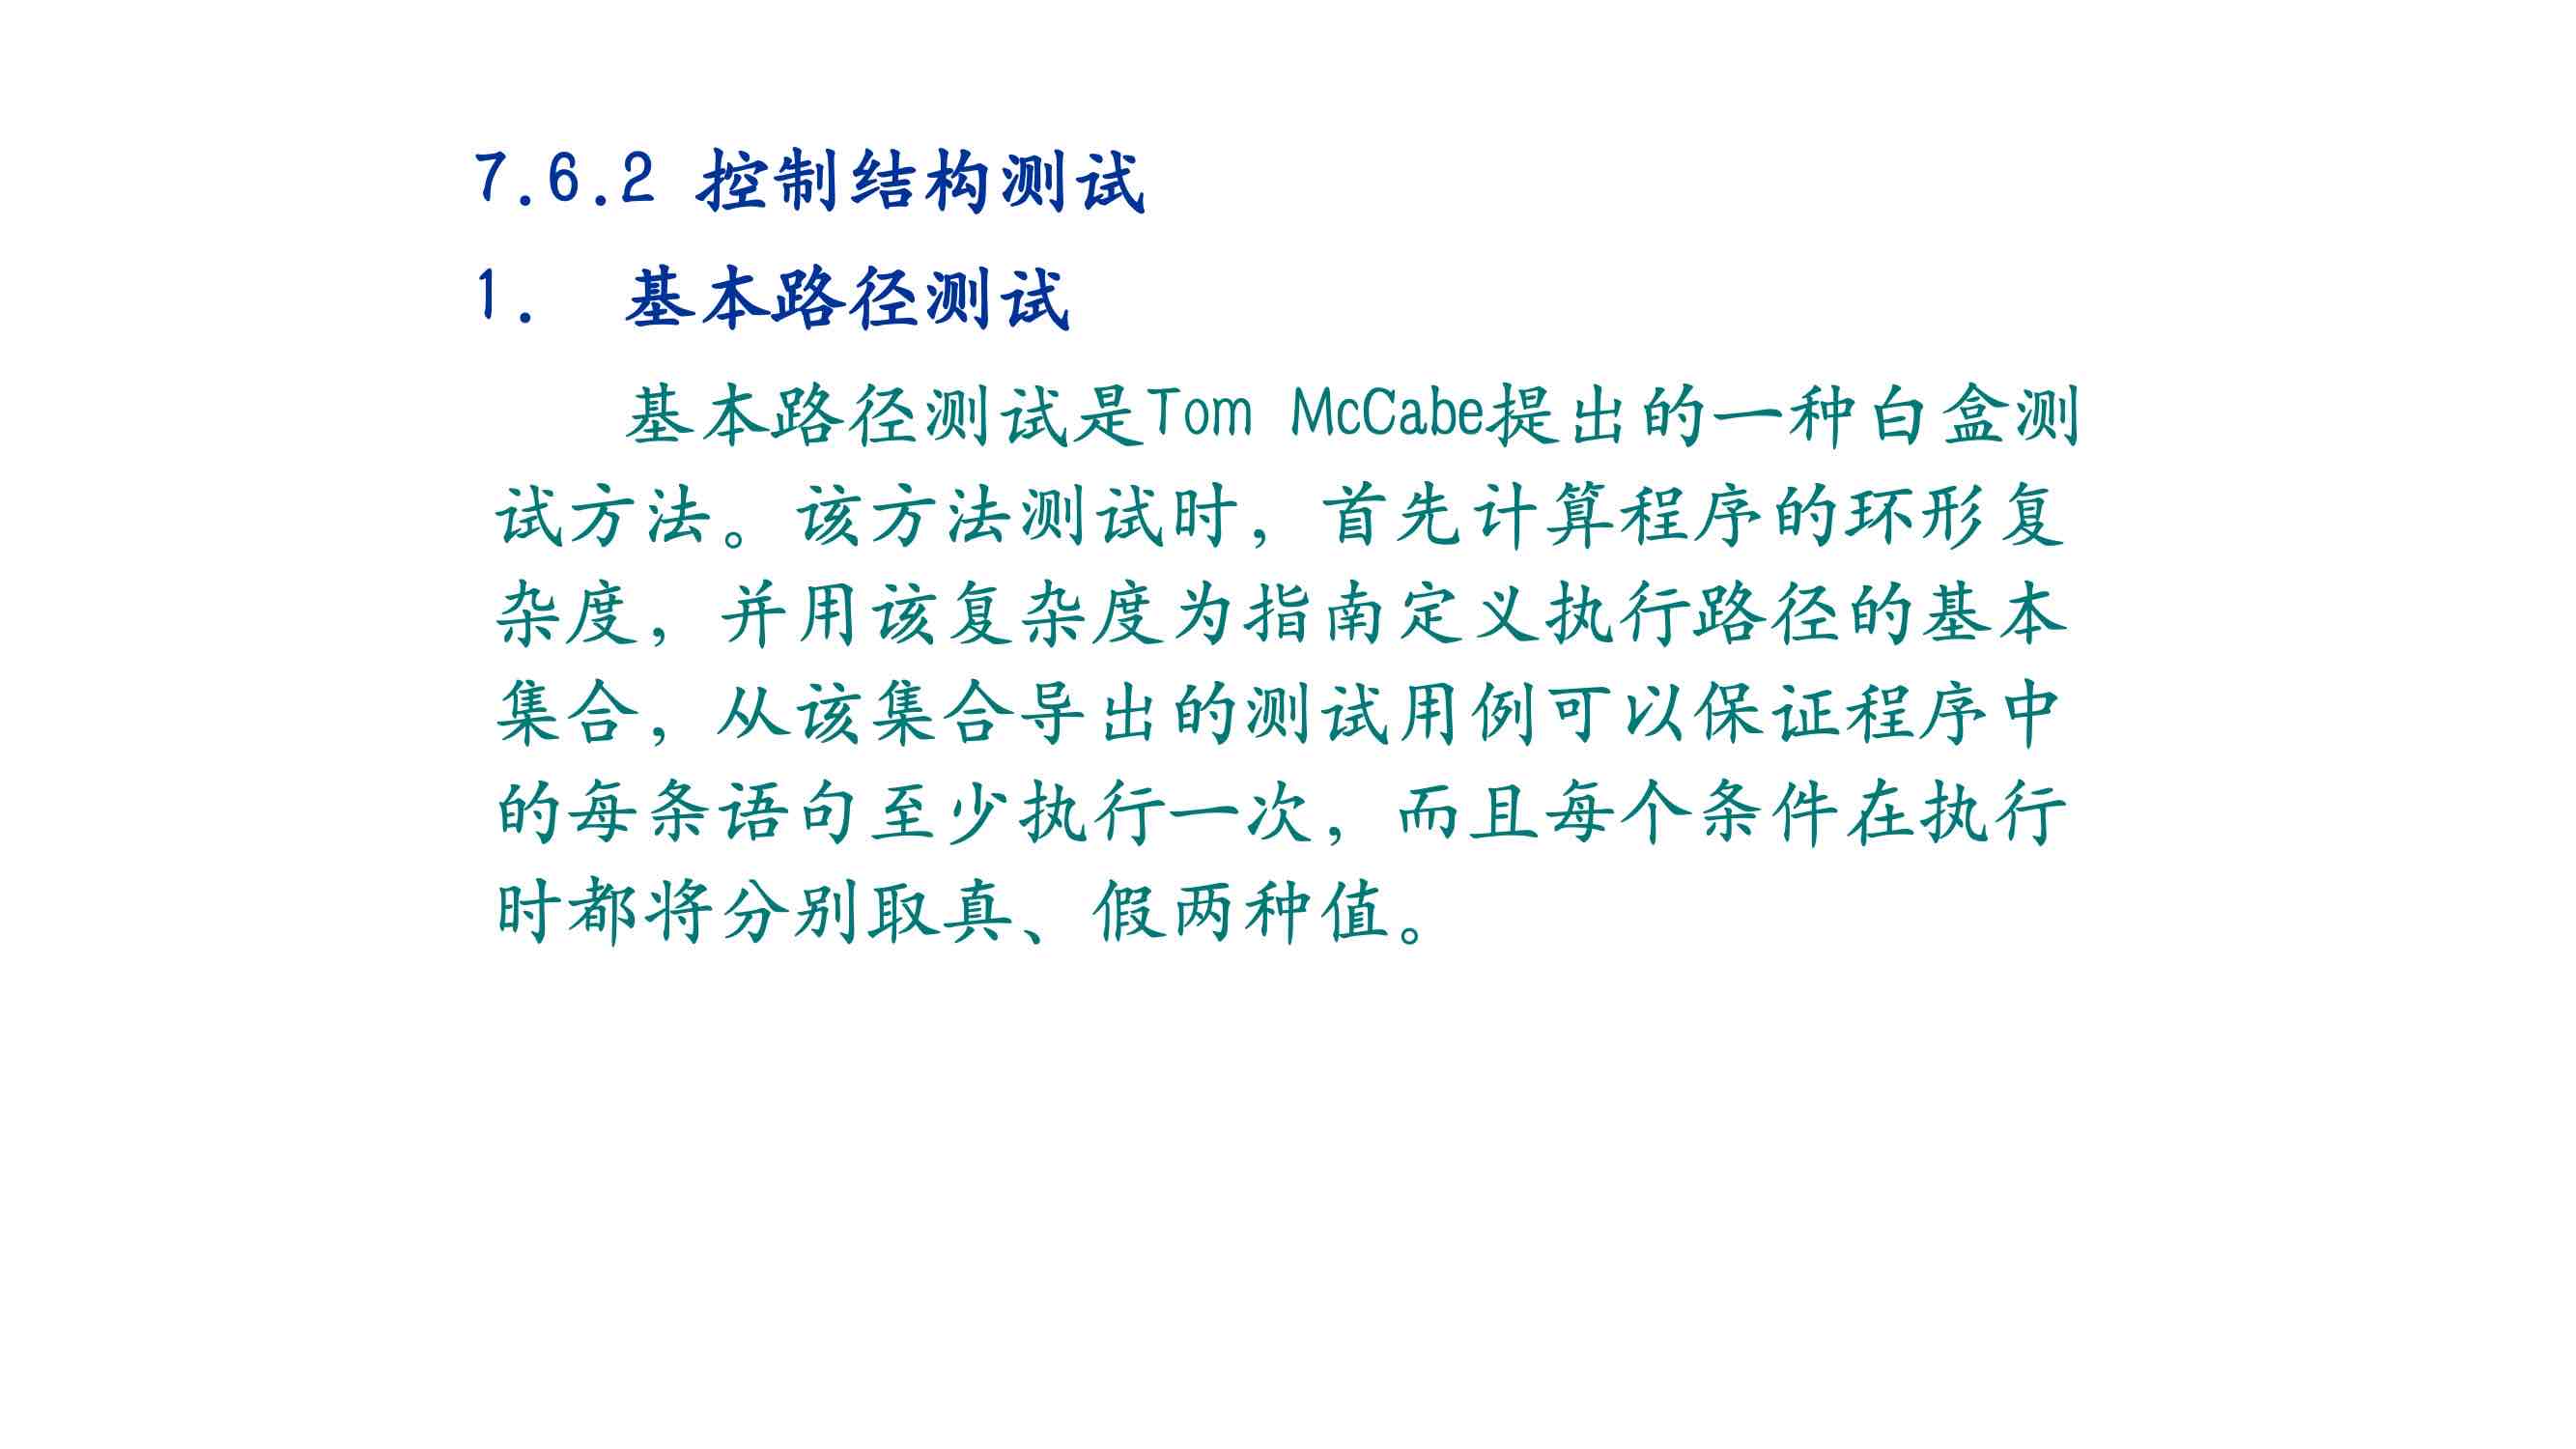 7.6.2 控制结构测试
1. 基本路径测试
基本路径测试是Tom McCabe提出的一种白盒测
试方法。该方法测试时，首先计算程序的环形复
杂度，并用该复杂度为指南定义执行路径的基本
集合，从该集合导出的测试用例可以保证程序中
的每条语句至少执行一次，而且每个条件在执行
时都将分别取真、假两种值。